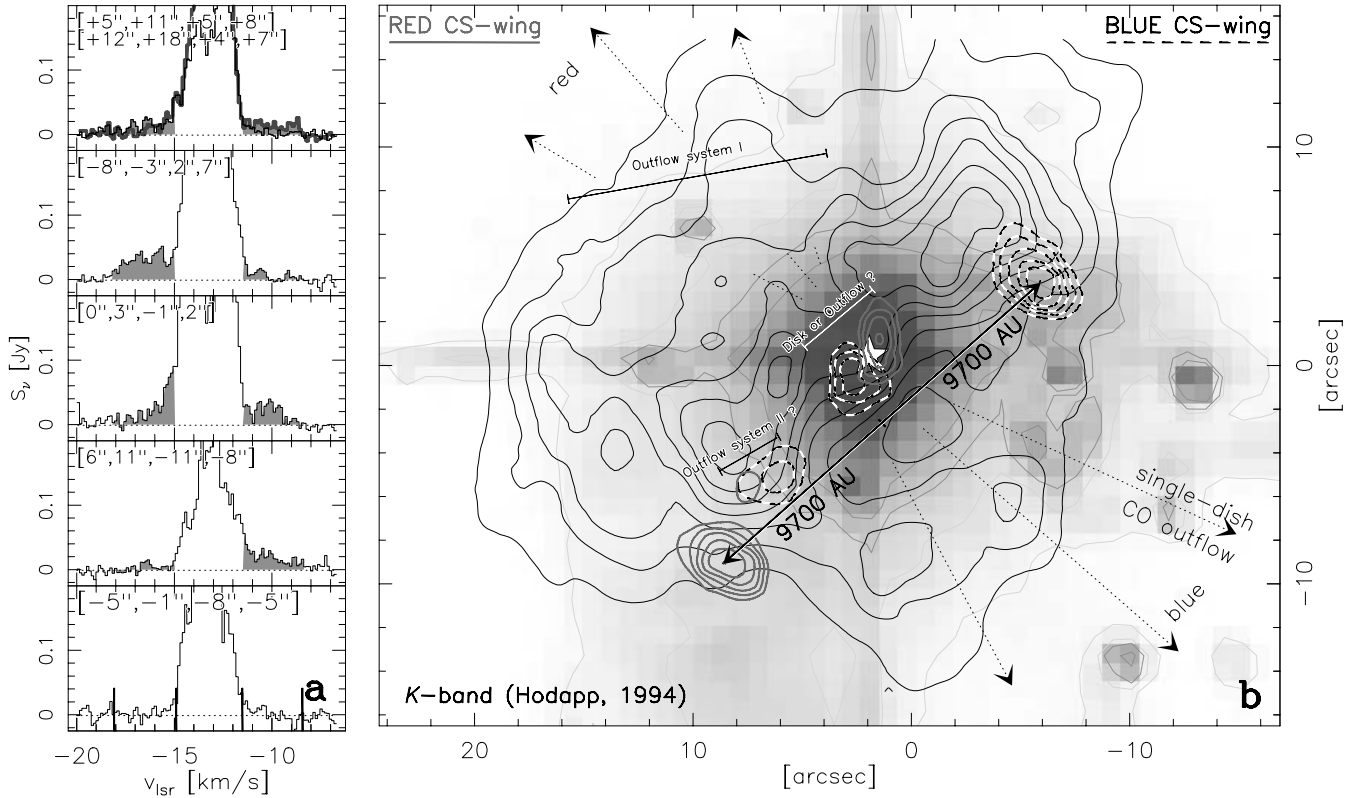 [+5",+11",+5",+8"]
[+12",+18",+4",+7"]
0.1
0
[−8",−3",2",7"]
0.1
0
[0",3",−1",2"]
0.1
0
[6",11",−11",−8"]
0.1
0
[−5",−1",−8",−5"]
0.1
0
a
Sν [Jy]
−20 −15 −10
vlsr [km/s]
RED CS−wing
BLUE CS−wing
red
Outflow system I
Disk or Outflow ?
9700 AU
Outflow system II ?
9700 AU
single−dish
CO outflow
blue
K−band (Hodapp, 1994)
b
10
0
−10
[arcsec]
20 10 0 −10
[arcsec]